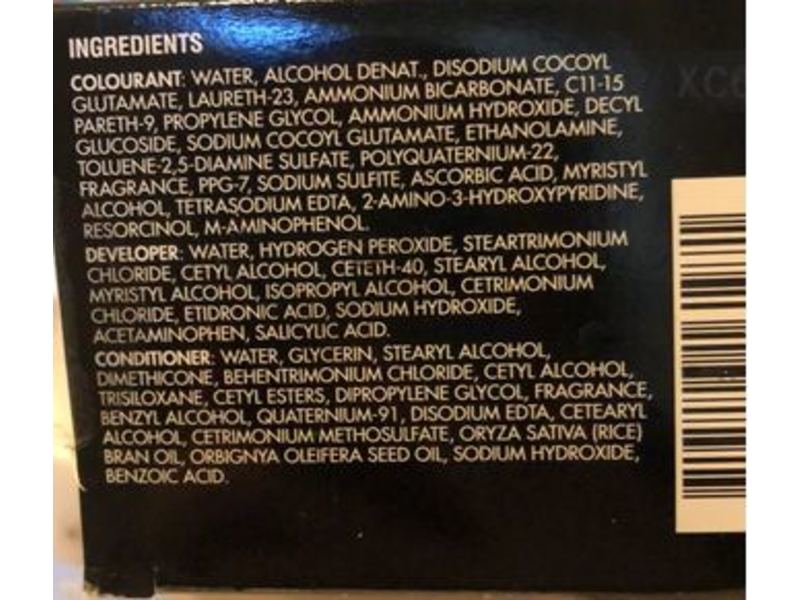 INGREDIENTS
COLOURANT: WATER, ALCOHOL DENAT., DISODIUM COCOYL
GLUTAMATE, LAURETH-23, AMMONIUM BICARBONATE, C11-15
PARETH-9, PROPYLENE GLYCOL, AMMONIUM HYDROXIDE, DECYL
GLUCOSIDE, SODIUM COCOYL GLUTAMATE, ETHANOLAMINE,
TOLUENE-2,5-DIAMINE SULFATE, POLYQUATERNIUM-22,
FRAGRANCE, PPG-7, SODIUM SULFITE, ASCORBIC ACID, MYRISTYL
ALCOHOL, TETRASODIUM EDTA, 2-AMINO-3-HYDROXYPYRIDINE,
RESORCINOL, M-AMINOPHENOL.
DEVELOPER: WATER, HYDROGEN PEROXIDE, STEARTRIMONIUM
CHLORIDE, CETYL ALCOHOL, CETETH-40, STEARYL ALCOHOL,
MYRISTYL ALCOHOL, ISOPROPYL ALCOHOL, CETRIMONIUM
CHLORIDE, ETIDRONIC ACID, SODIUM HYDROXIDE,
ACETAMINOPHEN, SALICYLIC ACID.
CONDITIONER: WATER, GLYCERIN, STEARYL ALCOHOL,
DIMETHICONE, BEHENTRIMONIUM CHLORIDE, CETYL ALCOHOL,
TRISILOXANE, CETYL ESTERS, DIPROPYLENE GLYCOL, FRAGRANCE,
BENZYL ALCOHOL, QUATERNIUM-91, DISODIUM EDTA, CETEARYL
ALCOHOL, CETRIMONIUM METHOSULFATE, ORYZA SATIVA (RICE)
BRAN OIL, ORBIGNYA OLEIFERA SEED OIL, SODIUM HYDROXIDE,
BENZOIC ACID.